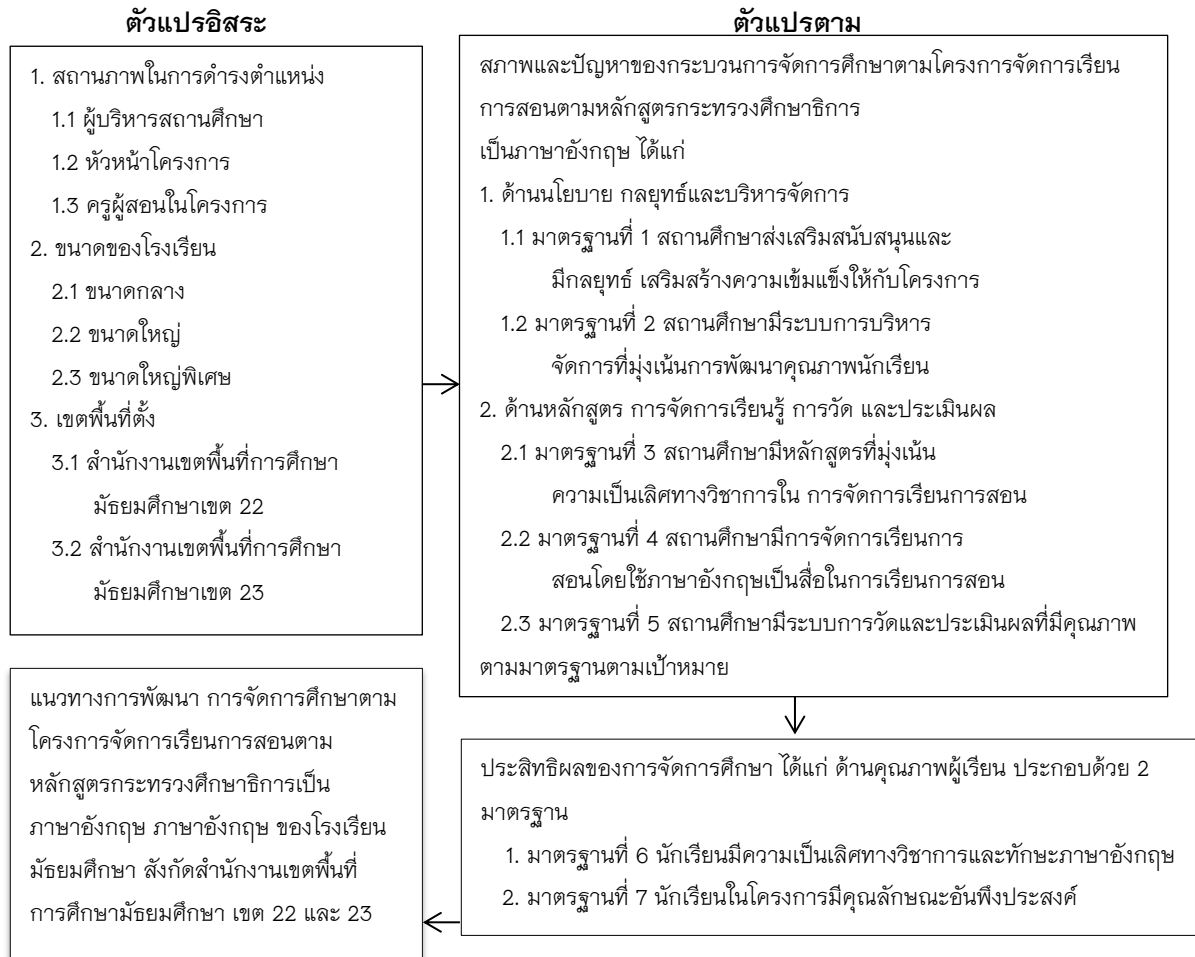 ตัวแปรอิสระ
1. สถานภาพในการดำรงตำแหน่ง
1.1 ผู้บริหารสถานศึกษา
1.2 หัวหน้าโครงการ
1.3 ครูผู้สอนในโครงการ
2. ขนาดของโรงเรียน
2.1 ขนาดกลาง
2.2 ขนาดใหญ่
2.3 ขนาดใหญ่พิเศษ
3. เขตพื้นที่ตั้ง
3.1 สำนักงานเขตพื้นที่การศึกษา
มัธยมศึกษาเขต 22
3.2 สำนักงานเขตพื้นที่การศึกษา
มัธยมศึกษาเขต 23
ตัวแปรตาม
สภาพและปัญหาของกระบวนการจัดการศึกษาตามโครงการจัดการเรียน
การสอนตามหลักสูตรกระทรวงศึกษาธิการ
เป็นภาษาอังกฤษ ได้แก่
1. ด้านนโยบาย กลยุทธ์และบริหารจัดการ
1.1 มาตรฐานที่ 1 สถานศึกษาส่งเสริมสนับสนุนและ
มีกลยุทธ์ เสริมสร้างความเข้มแข็งให้กับโครงการ
1.2 มาตรฐานที่ 2 สถานศึกษามีระบบการบริหาร
จัดการที่มุ่งเน้นการพัฒนาคุณภาพนักเรียน
2. ด้านหลักสูตร การจัดการเรียนรู้ การวัด และประเมินผล
2.1 มาตรฐานที่ 3 สถานศึกษามีหลักสูตรที่มุ่งเน้น
ความเป็นเลิศทางวิชาการใน การจัดการเรียนการสอน
2.2 มาตรฐานที่ 4 สถานศึกษามีการจัดการเรียนการ
สอนโดยใช้ภาษาอังกฤษเป็นสื่อในการเรียนการสอน
2.3 มาตรฐานที่ 5 สถานศึกษามีระบบการวัดและประเมินผลที่มีคุณภาพ
ตามมาตรฐานตามเป้าหมาย
ประสิทธิผลของการจัดการศึกษา ได้แก่ ด้านคุณภาพผู้เรียน ประกอบด้วย 2
มาตรฐาน
1. มาตรฐานที่ 6 นักเรียนมีความเป็นเลิศทางวิชาการและทักษะภาษาอังกฤษ
2. มาตรฐานที่ 7 นักเรียนในโครงการมีคุณลักษณะอันพึงประสงค์
แนวทางการพัฒนา การจัดการศึกษาตาม
โครงการจัดการเรียนการสอนตาม
หลักสูตรกระทรวงศึกษาธิการเป็น
ภาษาอังกฤษ ภาษาอังกฤษ ของโรงเรียน
มัธยมศึกษา สังกัดสำนักงานเขตพื้นที่
การศึกษามัธยมศึกษา เขต 22 และ 23